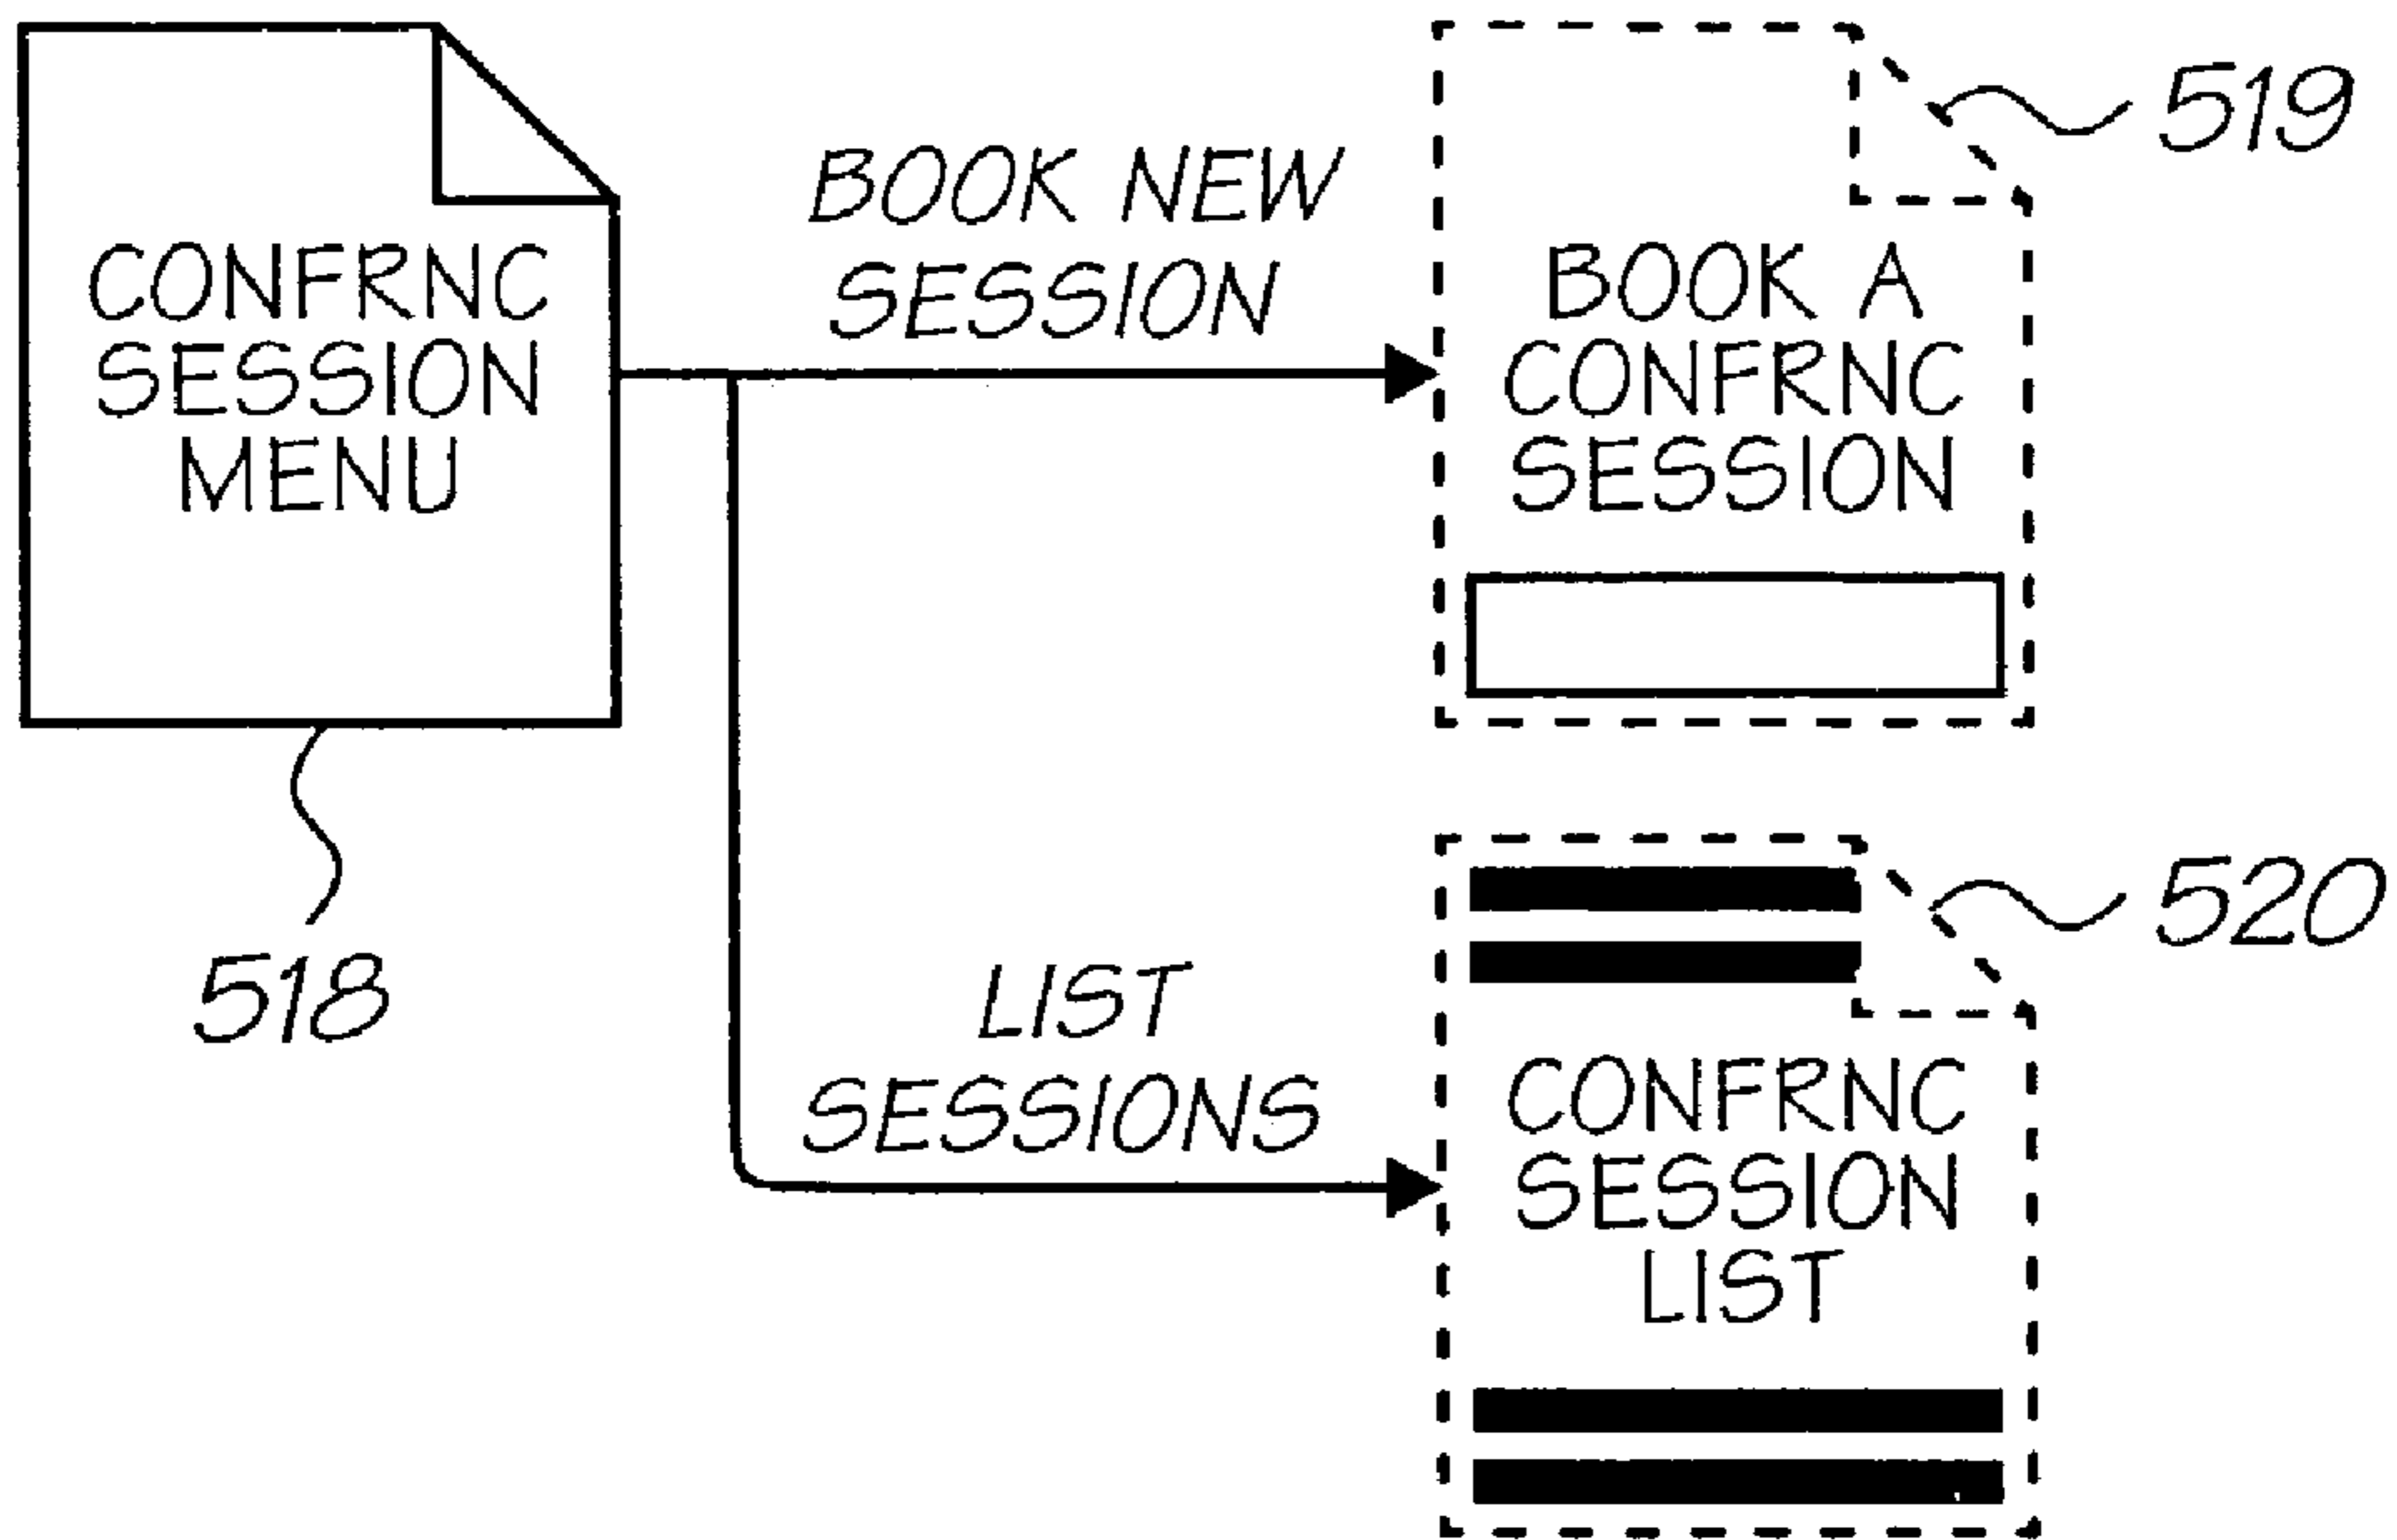 CONFRNC
SESSION
MENU
518
BOOK NEW
SESSION
BOOK A
CONFRNC
SESSION
519
LIST
SESSIONS
CONFRNC
SESSION
LIST
520